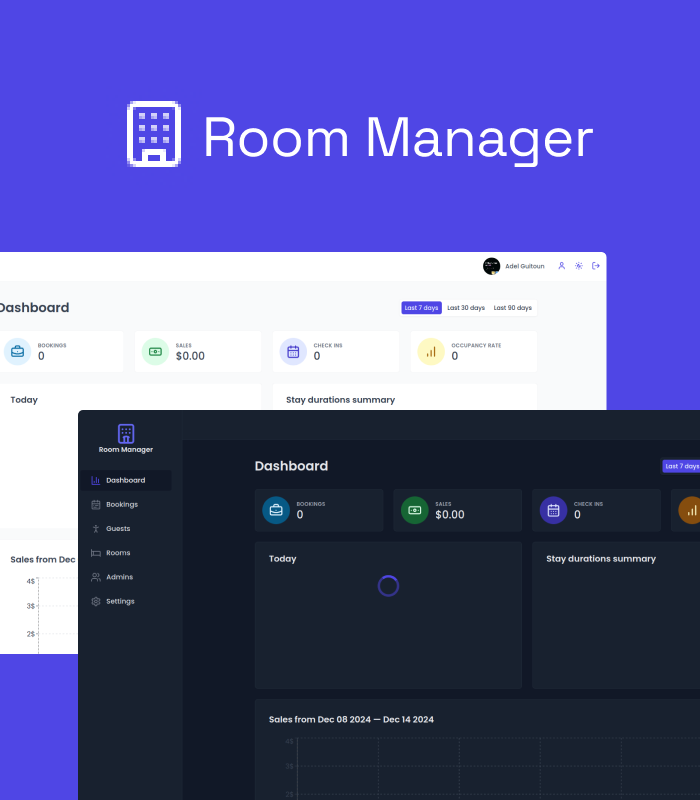 Room Manager
Adel Guitoun
Dashboard
Last 7 days Last 30 days Last 90 days
BOOKINGS
0
SALES
$0.00
CHECK INS
0
OCCUPANCY RATE
0
Today
Stay durations summary
Sales from Dec
4$
3$
2$
Room Manager
Dashboard
Bookings
Guests
Rooms
Admins
Settings
Dashboard
Last 7 days
BOOKINGS
0
SALES
$0.00
CHECK INS
0
Today
Stay durations summary
Sales from Dec 08 2024 — Dec 14 2024
4$
3$
2$